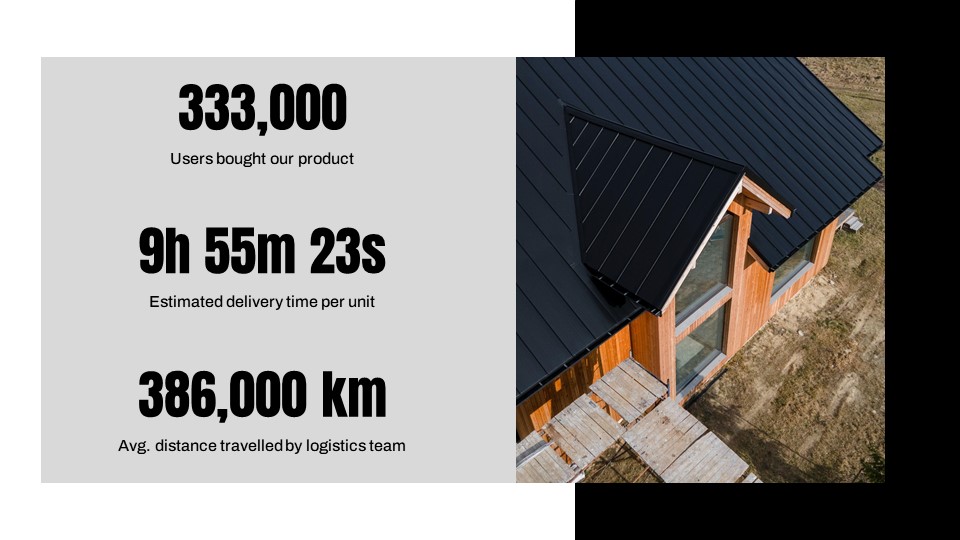 333,000
Users bought our product
9h 55m 23s
Estimated delivery time per unit
386,000 km
Avg. distance travelled by logistics team